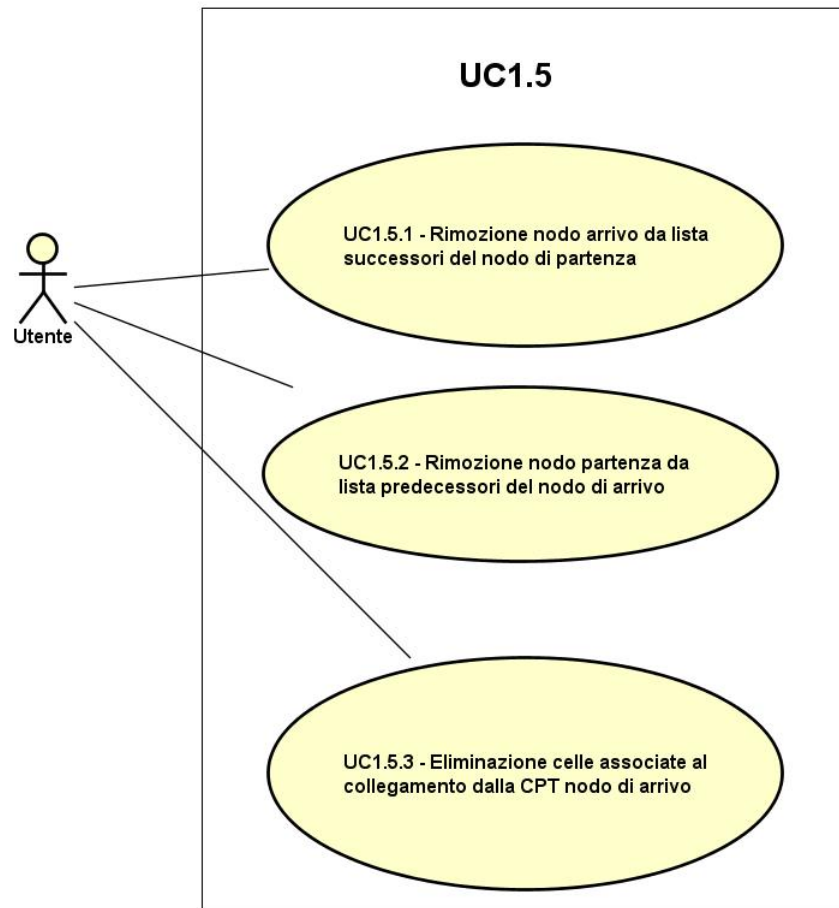 UC1.5
UC1.5.1 - Rimozione nodo arrivo da lista
successori del nodo di partenza
Utente
UC1.5.2 - Rimozione nodo partenza da
lista predecessori del nodo di arrivo
UC1.5.3 - Eliminazione celle associate al
collegamento dalla CPT nodo di arrivo